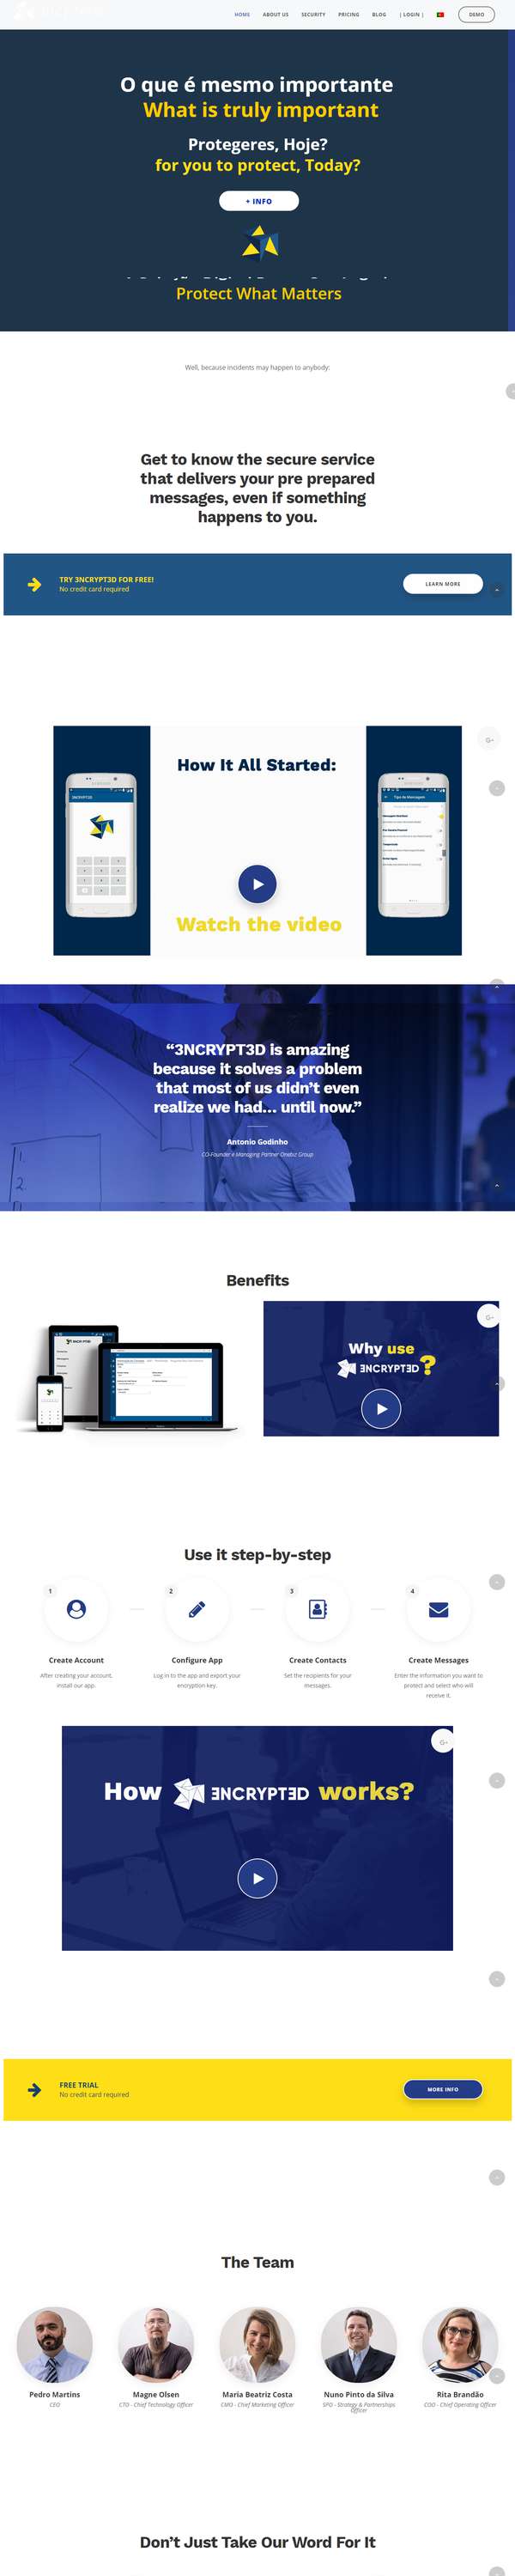 HOME ABOUT US SECURITY PRICING BLOG | LOGIN | DEMO
O que é mesmo importante
What is truly important
Protegeres, Hoje?
for you to protect, Today?
+ INFO
Protect What Matters
Well, because incidents may happen to anybody:
Get to know the secure service
that delivers your pre prepared
messages, even if something
happens to you.
TRY 3NCRYPT3D FOR FREE!
No credit card required
LEARN MORE
How It All Started:
3NCRYPT3D
Tipo de Mensagem
Watch the video
G+
“3NCRYPT3D is amazing
because it solves a problem
that most of us didn’t even
realize we had... until now.”
Antonio Godinho
CO-Founder e Managing Partner Onebiz Group
Benefits
G+
Why use
3NCRYPT3D ?
Use it step-by-step
1 2 3 4
Create Account
After creating your account,
install our app.
Configure App
Log in to the app and export your
encryption key.
Create Contacts
Set the recipients for your
messages.
Create Messages
Enter the information you want to
protect and select who will
receive it.
G+
How 3NCRYPT3D works?
FREE TRIAL
No credit card required
MORE INFO
The Team
Pedro Martins
CEO
Magne Olsen
CTO - Chief Technology Officer
Maria Beatriz Costa
CMO - Chief Marketing Officer
Nuno Pinto da Silva
SPO - Strategy & Partnerships
Officer
Rita Brandão
COO - Chief Operating Officer
Don’t Just Take Our Word For It